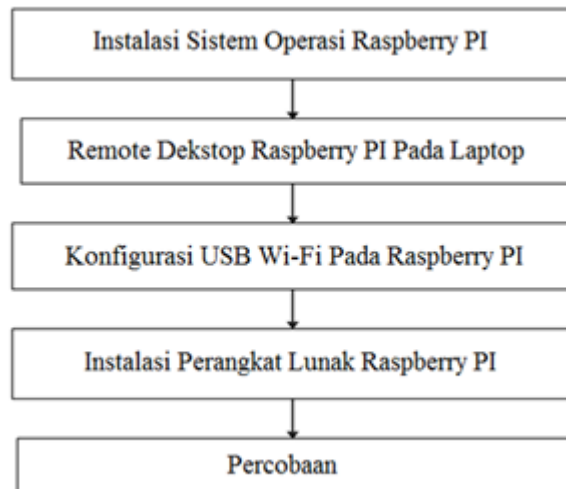 Instalasi Sistem Operasi Raspberry PI
Remote Dekstop Raspberry PI Pada Laptop
Konfigurasi USB Wi-Fi Pada Raspberry PI
Instalasi Perangkat Lunak Raspberry PI
Percobaan